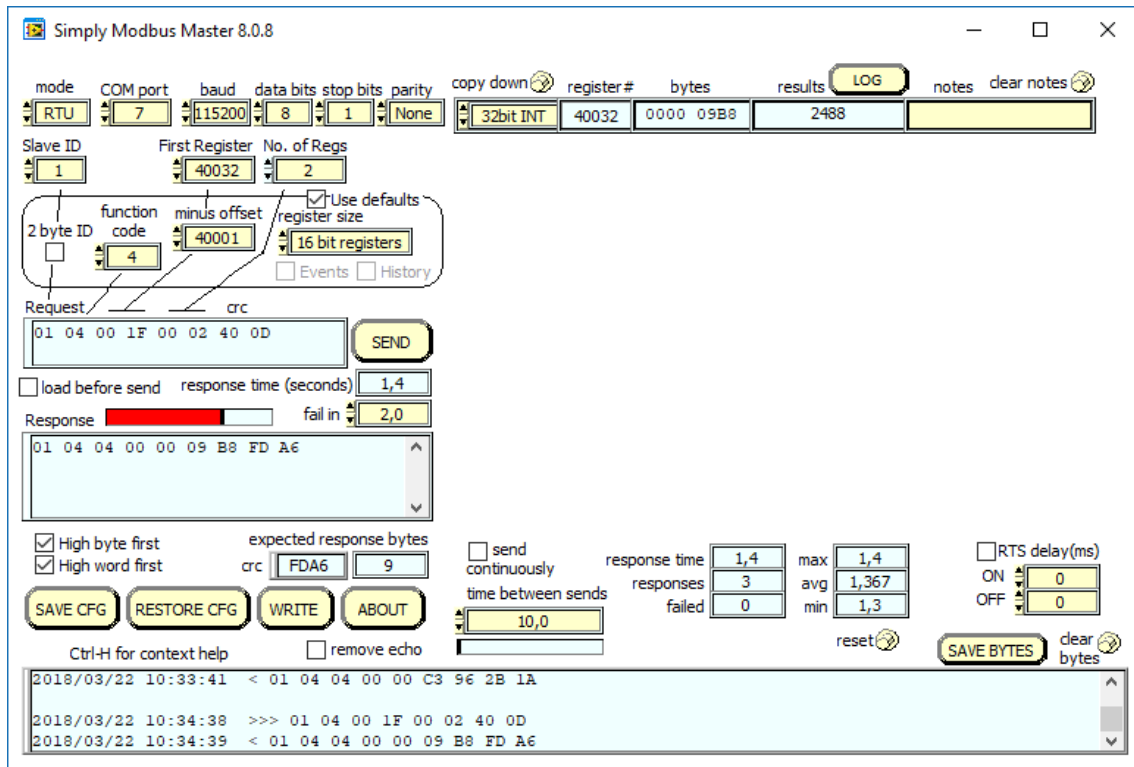 Simply Modbus Master 8.0.8
mode COM port baud data bits stop bits parity
RTU 7 115200 8 1 None
copy down register # bytes results LOG notes clear notes
32bit INT 40032 0000 09B8 2488
Slave ID First Register No. of Regs
1 40032 2
Use defaults
2 byte ID function code minus offset register size
4 40001 16 bit registers
Events History
Request crc
01 04 00 1F 00 02 40 0D
SEND
load before send response time (seconds) 1,4
Response fail in 2,0
01 04 04 00 00 09 B8 FD A6
High byte first expected response bytes
High word first crc FDA6 9
SAVE CFG RESTORE CFG WRITE ABOUT
Ctrl-H for context help remove echo
send continuously
time between sends
10,0
response time 1,4 max 1,4
responses 3 avg 1,367
failed 0 min 1,3
reset
RTS delay(ms)
ON 0
OFF 0
SAVE BYTES clear bytes
2018/03/22 10:33:41 < 01 04 04 00 00 C3 96 2B 1A
2018/03/22 10:34:38 >>> 01 04 00 1F 00 02 40 0D
2018/03/22 10:34:39 < 01 04 04 00 00 09 B8 FD A6